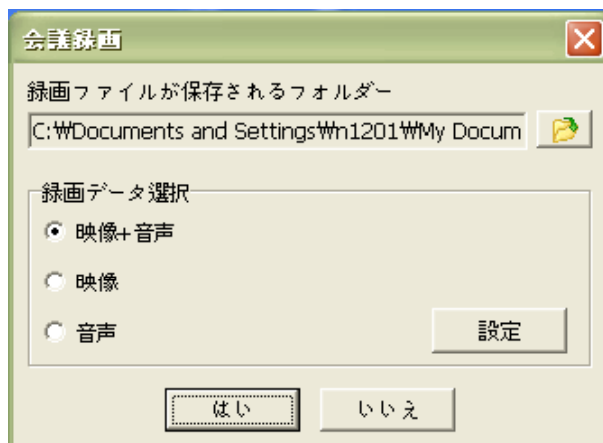 会議録画
録画ファイルが保存されるフォルダー
C:₩Documents and Settings₩n1201₩My Docum
録画データ選択
映像+音声
映像
音声
設定
はい
いいえ